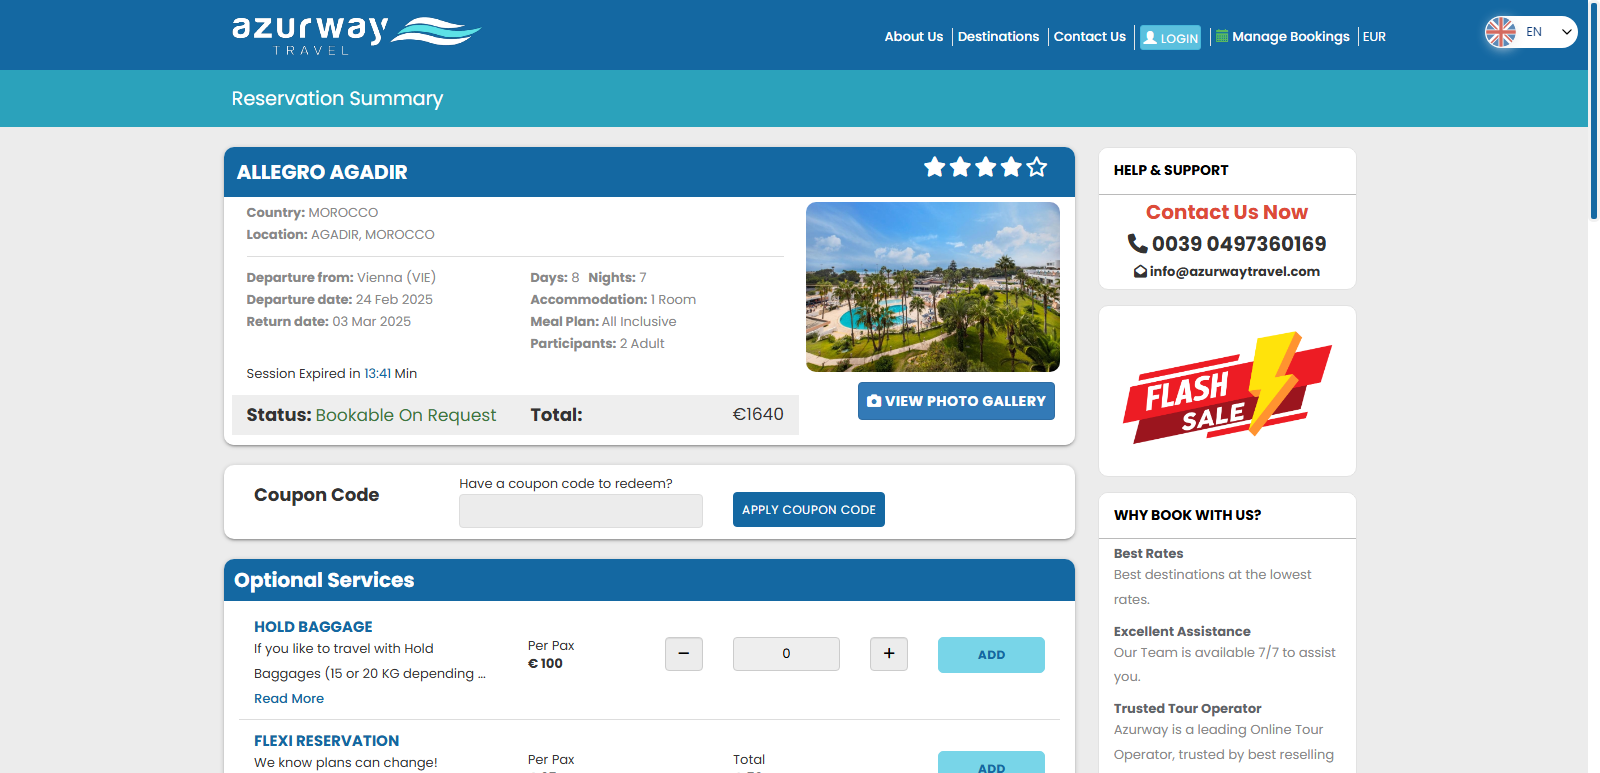 azurway
TRAVEL
About Us
Destinations
Contact Us
LOGIN
Manage Bookings
EUR
EN
Reservation Summary
ALLEGRO AGADIR
Country: MOROCCO
Location: AGADIR, MOROCCO
Departure from: Vienna (VIE)
Departure date: 24 Feb 2025
Return date: 03 Mar 2025
Days: 8 Nights: 7
Accommodation: 1 Room
Meal Plan: All Inclusive
Participants: 2 Adult
Session Expired in 13:41 Min
Status: Bookable On Request
Total: €1640
VIEW PHOTO GALLERY
Coupon Code
Have a coupon code to redeem?
APPLY COUPON CODE
Optional Services
HOLD BAGGAGE
If you like to travel with Hold
Baggages (15 or 20 KG depending ...
Read More
Per Pax
€ 100
− 0 +
ADD
FLEXI RESERVATION
We know plans can change!
Per Pax
Total
ADD
HELP & SUPPORT
Contact Us Now
0039 0497360169
info@azurwaytravel.com
FLASH
SALE
WHY BOOK WITH US?
Best Rates
Best destinations at the lowest
rates.
Excellent Assistance
Our Team is available 7/7 to assist
you.
Trusted Tour Operator
Azurway is a leading Online Tour
Operator, trusted by best reselling